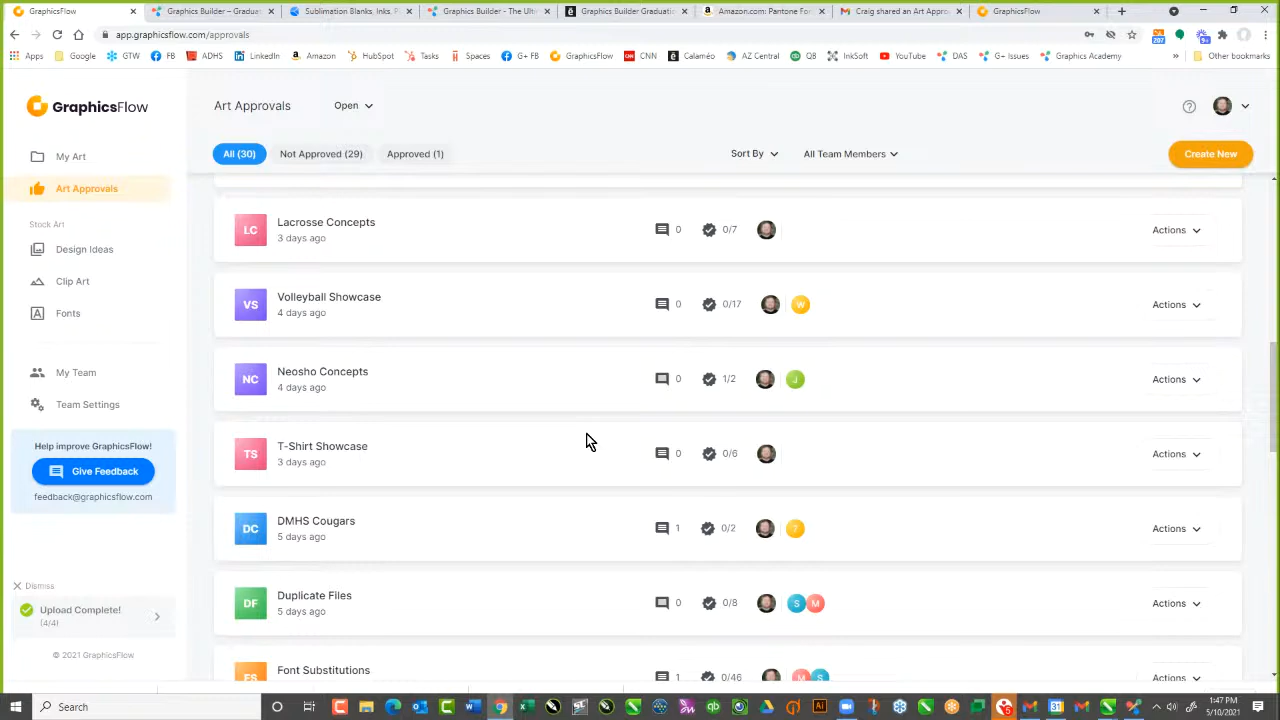 GraphicsFlow
Graphics Builder – Graduat
Sublimation Blanks, Inks, P
Graphics Builder - The Ulti
Graphics Builder Graduatio
Amazon.com: Pantone Fo
Craig shared an Art Appro
GraphicsFlow
app.graphicsflow.com/approvals
Apps
Google
GTW
FB
ADHS
LinkedIn
Amazon
HubSpot
Tasks
Spaces
G+ FB
GraphicsFlow
CNN
Calaméo
AZ Central
QB
InkSoft
YouTube
DAS
G+ Issues
Graphics Academy
Other bookmarks
GraphicsFlow
Art Approvals
Open
My Art
All (30)
Not Approved (29)
Approved (1)
Sort By
All Team Members
Create New
Art Approvals
Stock Art
Design Ideas
Clip Art
Fonts
My Team
Team Settings
Help improve GraphicsFlow!
Give Feedback
feedback@graphicsflow.com
Dismiss
Upload Complete!
(4/4)
© 2021 GraphicsFlow
LC
Lacrosse Concepts
3 days ago
0
0/7
Actions
VS
Volleyball Showcase
4 days ago
0
0/17
W
Actions
NC
Neosho Concepts
4 days ago
0
1/2
J
Actions
TS
T-Shirt Showcase
3 days ago
0
0/6
Actions
DC
DMHS Cougars
5 days ago
1
0/2
Actions
DF
Duplicate Files
5 days ago
0
0/8
S
M
Actions
FS
Font Substitutions
1
0/46
M
S
Actions
Search
1:47 PM
5/10/2021